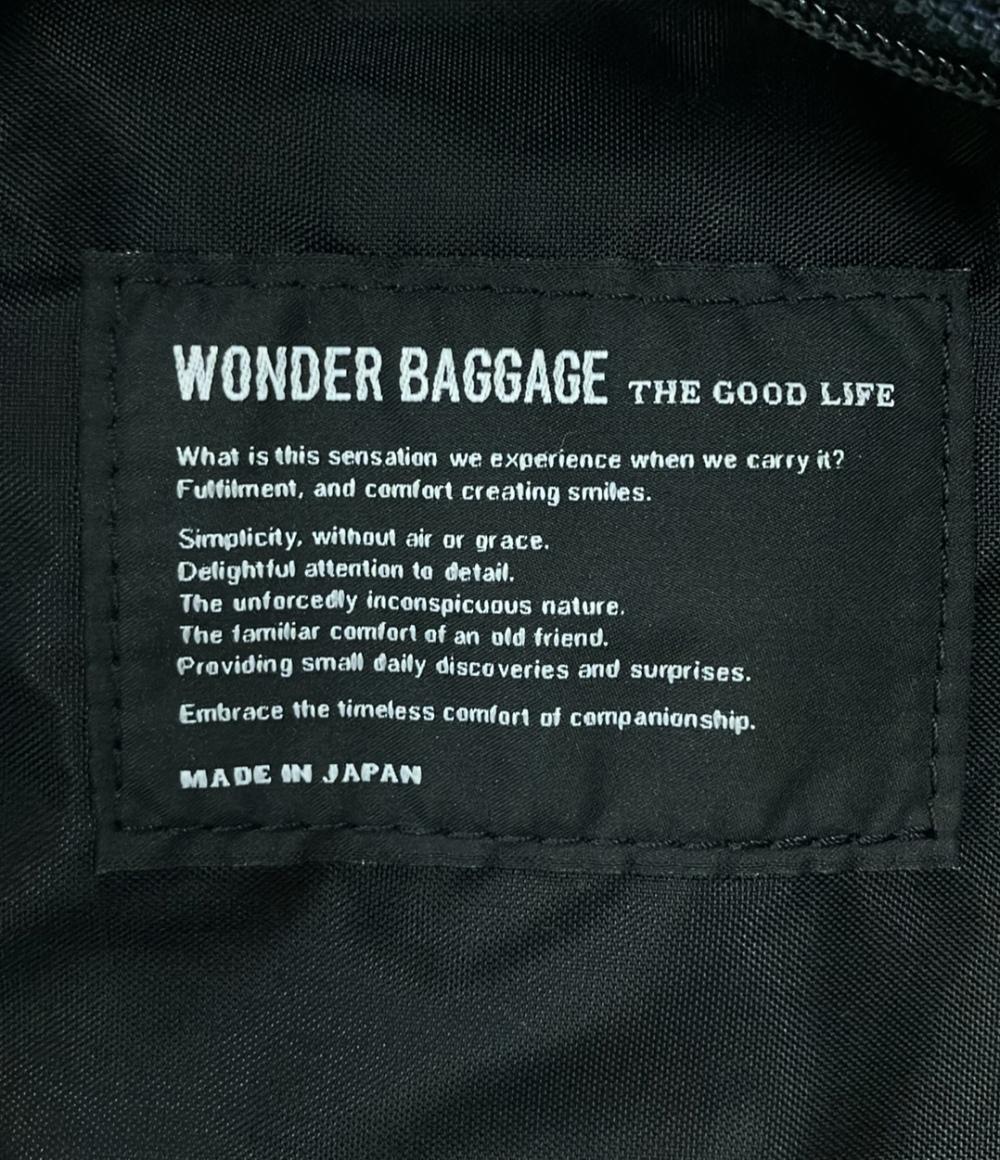 WONDER BAGGAGE THE GOOD LIFE
What is this sensation we experience when we carry it?
Fulfilment, and comfort creating smiles.
Simplicity, without air or grace.
Delightful attention to detail.
The unforcedly inconspicuous nature.
The familiar comfort of an old friend.
Providing small daily discoveries and surprises.
Embrace the timeless comfort of companionship.
MADE IN JAPAN